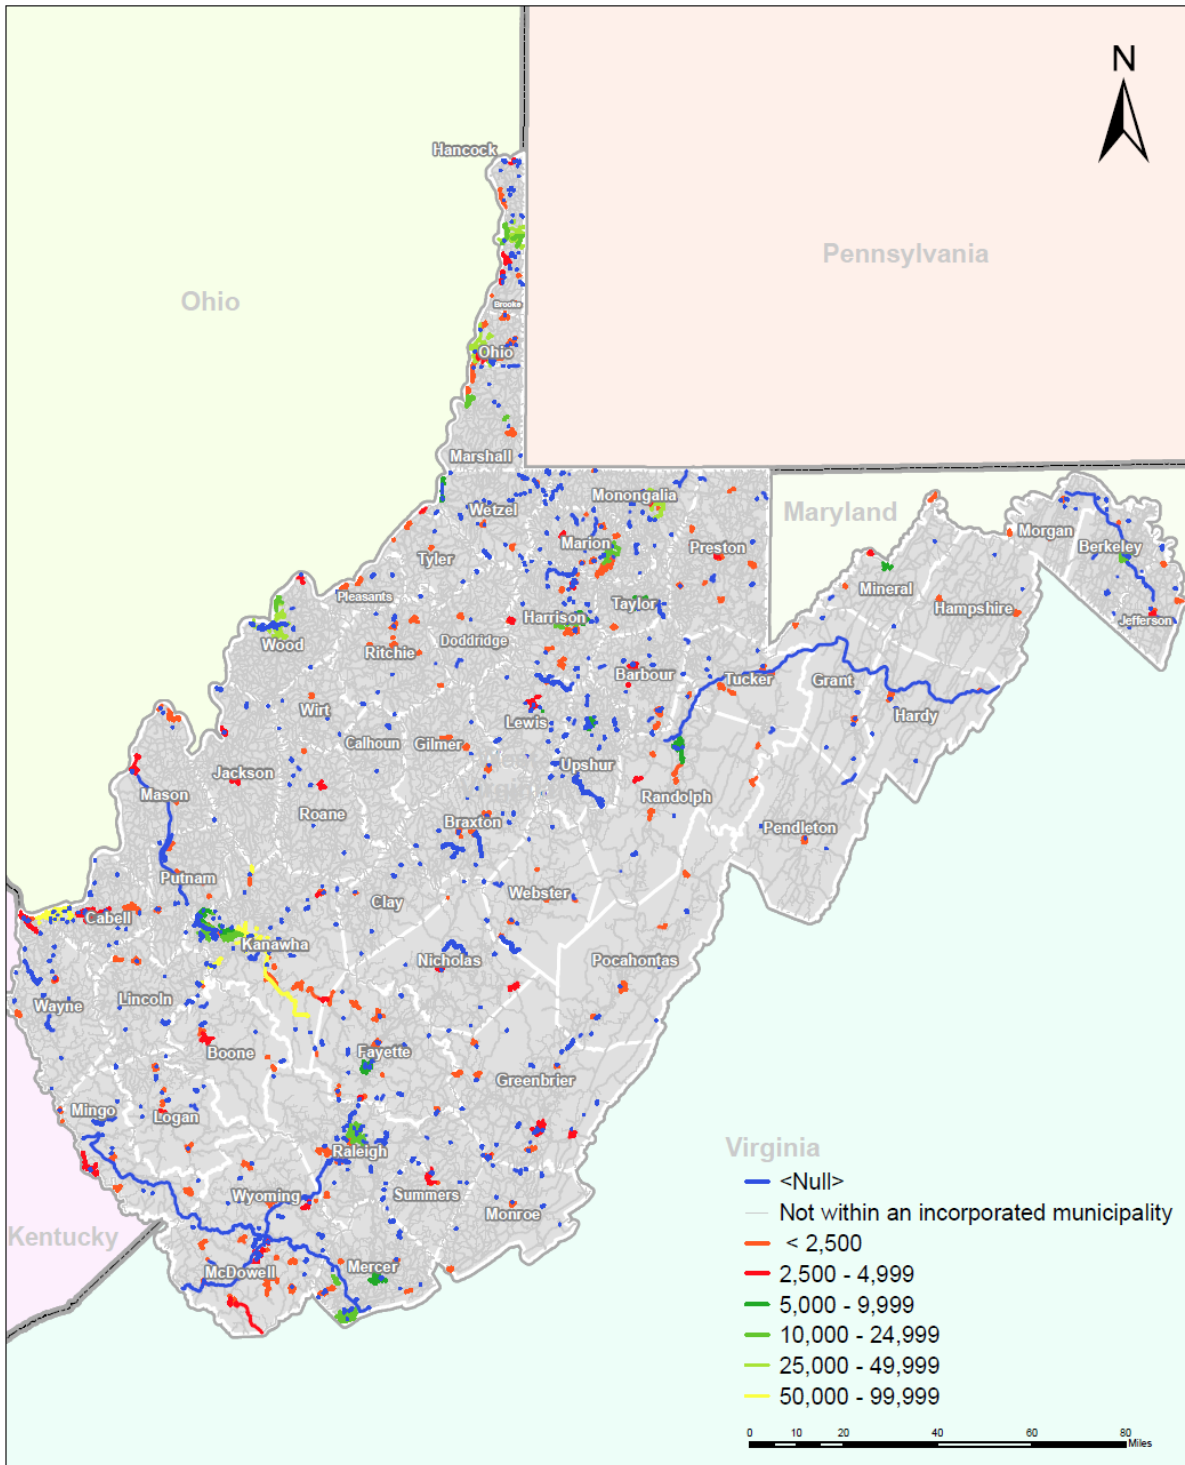 N
Hancock
Pennsylvania
Ohio
Brooke
Ohio
Marshall
Monongalia
Wetzel
Maryland
Morgan
Marion
Preston
Berkeley
Tyler
Mineral
Pleasants
Taylor
Hampshire
Harrison
Jefferson
Wood
Doddridge
Ritchie
Barbour
Tucker
Grant
Wirt
Lewis
Hardy
Calhoun
Gilmer
Upshur
Jackson
Mason
Randolph
Roane
Braxton
Pendleton
Putnam
Webster
Clay
Cabell
Kanawha
Nicholas
Pocahontas
Lincoln
Wayne
Boone
Fayette
Greenbrier
Mingo
Logan
Raleigh
Virginia
Wyoming
Summers
Monroe
Kentucky
McDowell
Mercer
<Null>
Not within an incorporated municipality
< 2,500
2,500 - 4,999
5,000 - 9,999
10,000 - 24,999
25,000 - 49,999
50,000 - 99,999
0 10 20 40 60 80
Miles